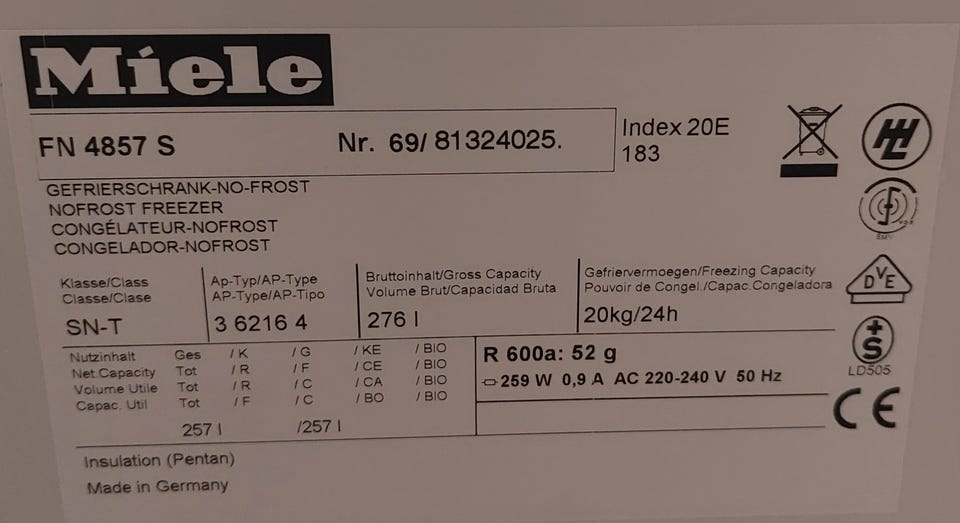 Miele
FN 4857 S Nr. 69/ 81324025. Index 20E
183
GEFRIERSCHRANK-NO-FROST
NOFROST FREEZER
CONGÉLATEUR-NOFROST
CONGELADOR-NOFROST
Klasse/Class Ap-Typ/AP-Type Bruttoinhalt/Gross Capacity Gefriervermoegen/Freezing Capacity
Classe/Clase AP-Type/AP-Tipo Volume Brut/Capacidad Bruta Pouvoir de Congel./Capac.Congeladora
SN-T 3 6216 4 276 l 20kg/24h
Nutzinhalt Ges / K / G / KE / BIO
Net.Capacity Tot / R / F / CE / BIO
Volume Utile Tot / R / C / CA / BIO
Capac. Util Tot / F / C / BO / BIO
257 l /257 l
R 600a: 52 g
259 W 0,9 A AC 220-240 V 50 Hz
Insulation (Pentan)
Made in Germany
DVE
S
LD505
CE